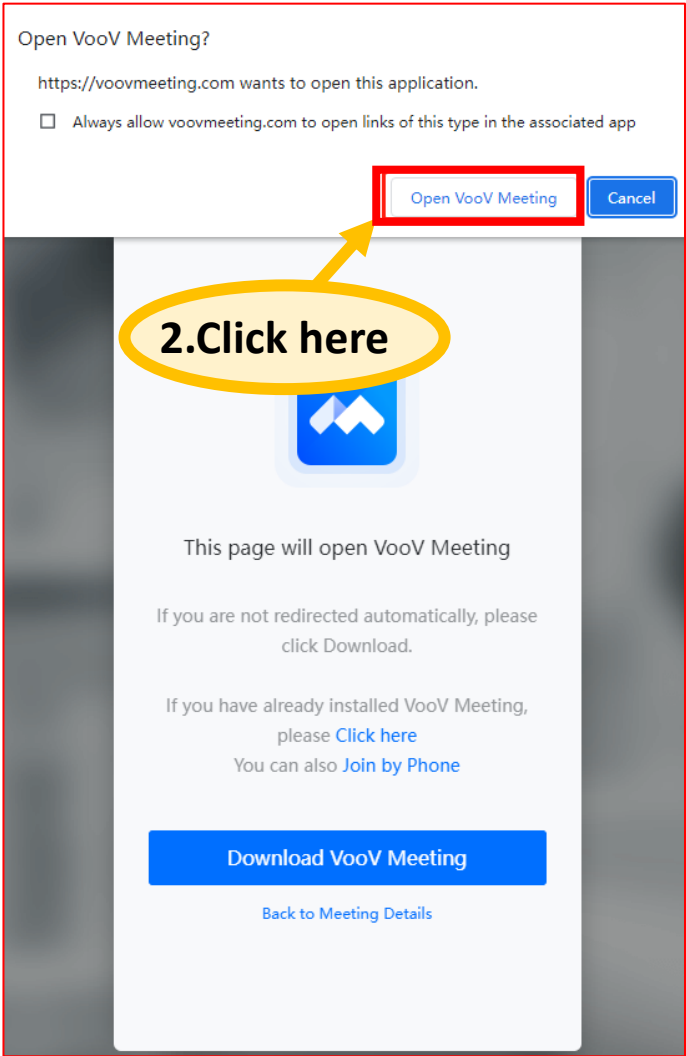 Open VooV Meeting?
https://voovmeeting.com wants to open this application.
Always allow voovmeeting.com to open links of this type in the associated app
Open VooV Meeting
Cancel
2.Click here
This page will open VooV Meeting
If you are not redirected automatically, please
click Download.
If you have already installed VooV Meeting,
please Click here
You can also Join by Phone
Download VooV Meeting
Back to Meeting Details